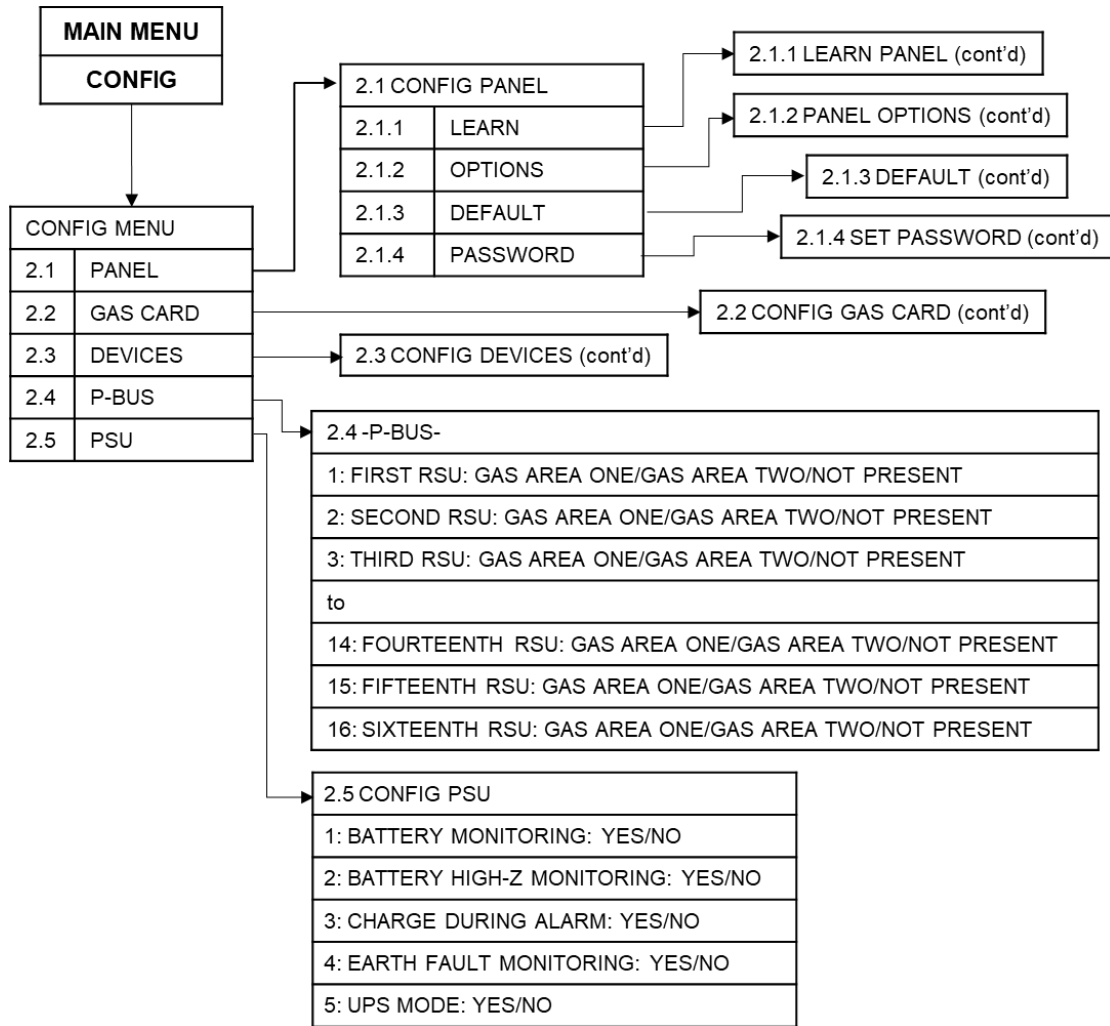 MAIN MENU
CONFIG
CONFIG MENU
2.1 PANEL
2.2 GAS CARD
2.3 DEVICES
2.4 P-BUS
2.5 PSU
2.1 CONFIG PANEL
2.1.1 LEARN
2.1.2 OPTIONS
2.1.3 DEFAULT
2.1.4 PASSWORD
2.1.1 LEARN PANEL (cont’d)
2.1.2 PANEL OPTIONS (cont’d)
2.1.3 DEFAULT (cont’d)
2.1.4 SET PASSWORD (cont’d)
2.2 CONFIG GAS CARD (cont’d)
2.3 CONFIG DEVICES (cont’d)
2.4 -P-BUS-
1: FIRST RSU: GAS AREA ONE/GAS AREA TWO/NOT PRESENT
2: SECOND RSU: GAS AREA ONE/GAS AREA TWO/NOT PRESENT
3: THIRD RSU: GAS AREA ONE/GAS AREA TWO/NOT PRESENT
to
14: FOURTEENTH RSU: GAS AREA ONE/GAS AREA TWO/NOT PRESENT
15: FIFTEENTH RSU: GAS AREA ONE/GAS AREA TWO/NOT PRESENT
16: SIXTEENTH RSU: GAS AREA ONE/GAS AREA TWO/NOT PRESENT
2.5 CONFIG PSU
1: BATTERY MONITORING: YES/NO
2: BATTERY HIGH-Z MONITORING: YES/NO
3: CHARGE DURING ALARM: YES/NO
4: EARTH FAULT MONITORING: YES/NO
5: UPS MODE: YES/NO